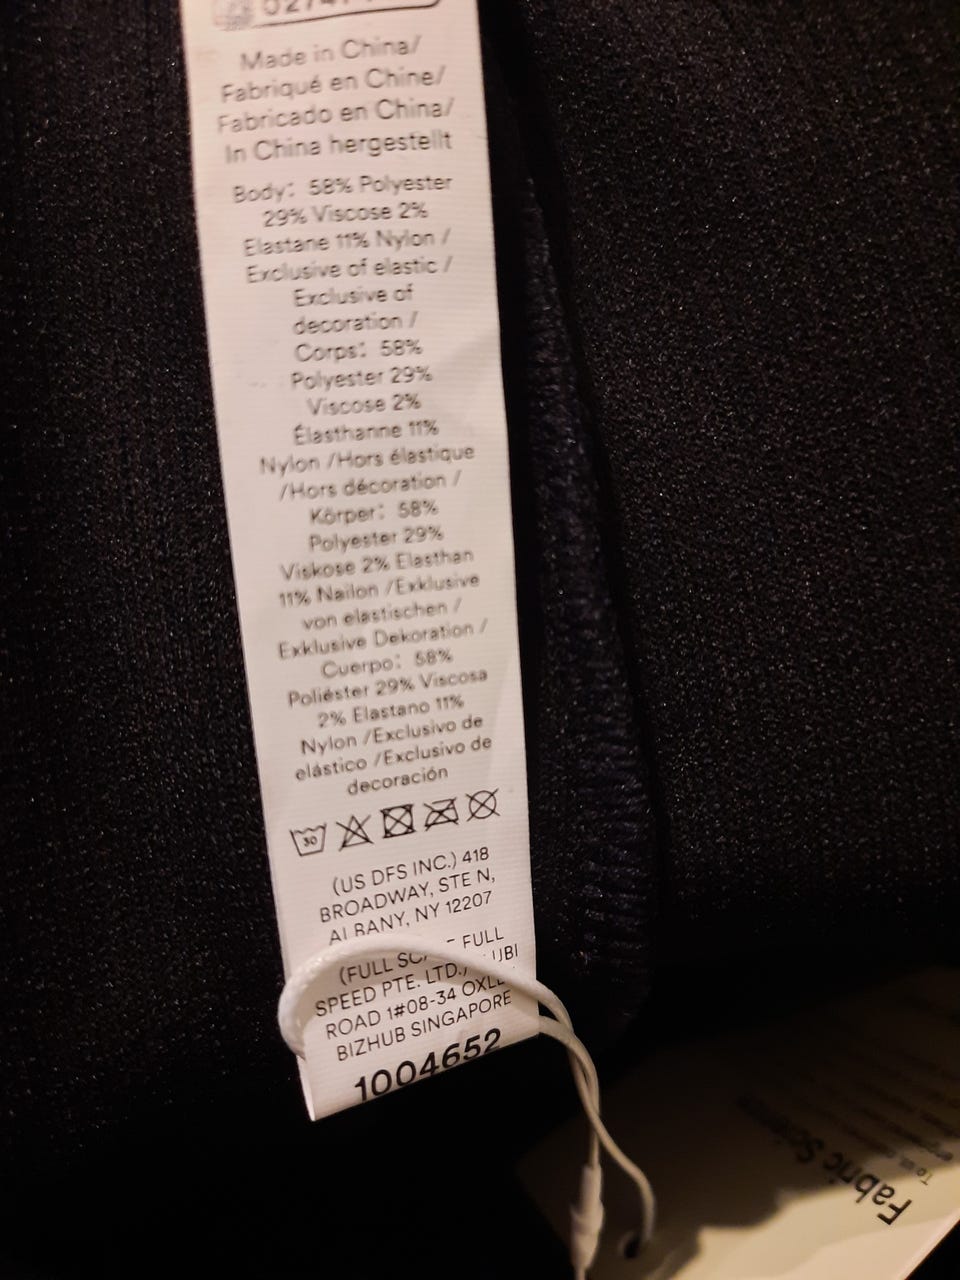 Made in China/
Fabriqué en Chine/
Fabricado en China/
In China hergestellt
Body: 58% Polyester
29% Viscose 2%
Elastane 11% Nylon /
Exclusive of elastic /
Exclusive of
decoration /
Corps: 58%
Polyester 29%
Viscose 2%
Élasthanne 11%
Nylon /Hors élastique
/Hors décoration /
Körper: 58%
Polyester 29%
Viskose 2% Elasthan
11% Nailon /Exklusive
von elastischen /
Exklusive Dekoration /
Cuerpo: 58%
Poliéster 29% Viscosa
2% Elastano 11%
Nylon /Exclusivo de
elástico /Exclusivo de
decoración
30
(US DFS INC.) 418
BROADWAY, STE N,
ALBANY, NY 12207
(FULL FULL
SPEED PTE. LTD.) UBI
ROAD 1#08-34
BIZHUB SINGAPORE
1004652
Fabric